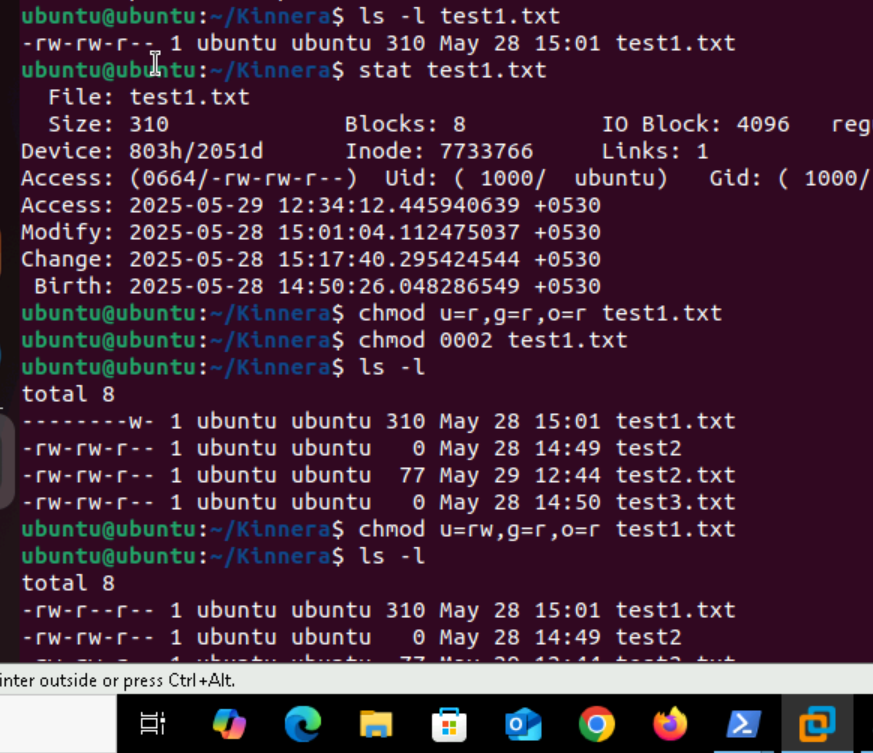 ubuntu@ubuntu:~/Kinnera$ ls -l test1.txt
-rw-rw-r-- 1 ubuntu ubuntu 310 May 28 15:01 test1.txt
ubuntu@ubuntu:~/Kinnera$ stat test1.txt
  File: test1.txt
  Size: 310             Blocks: 8          IO Block: 4096   reg
Device: 803h/2051d      Inode: 7733766     Links: 1
Access: (0664/-rw-rw-r--)  Uid: ( 1000/  ubuntu)   Gid: ( 1000/
Access: 2025-05-29 12:34:12.445940639 +0530
Modify: 2025-05-28 15:01:04.112475037 +0530
Change: 2025-05-28 15:17:40.295424544 +0530
 Birth: 2025-05-28 14:50:26.048286549 +0530
ubuntu@ubuntu:~/Kinnera$ chmod u=r,g=r,o=r test1.txt
ubuntu@ubuntu:~/Kinnera$ chmod 0002 test1.txt
ubuntu@ubuntu:~/Kinnera$ ls -l
total 8
--------w- 1 ubuntu ubuntu 310 May 28 15:01 test1.txt
-rw-rw-r-- 1 ubuntu ubuntu   0 May 28 14:49 test2
-rw-rw-r-- 1 ubuntu ubuntu  77 May 29 12:44 test2.txt
-rw-rw-r-- 1 ubuntu ubuntu   0 May 28 14:50 test3.txt
ubuntu@ubuntu:~/Kinnera$ chmod u=rw,g=r,o=r test1.txt
ubuntu@ubuntu:~/Kinnera$ ls -l
total 8
-rw-r--r-- 1 ubuntu ubuntu 310 May 28 15:01 test1.txt
-rw-rw-r-- 1 ubuntu ubuntu   0 May 28 14:49 test2
inter outside or press Ctrl+Alt.